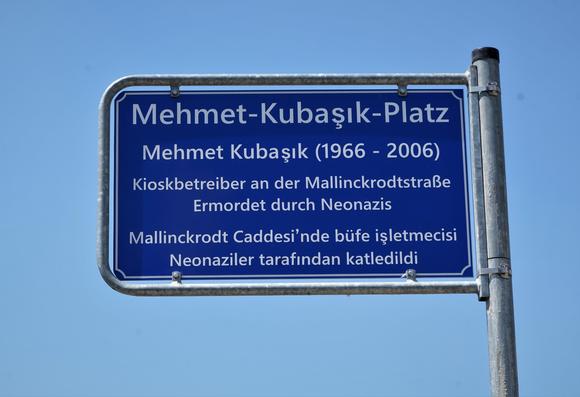 Mehmet-Kubaşık-Platz
Mehmet Kubaşık (1966 - 2006)
Kioskbetreiber an der Mallinckrodtstraße
Ermordet durch Neonazis
Mallinckrodt Caddesi’nde büfe işletmecisi
Neonaziler tarafından katledildi